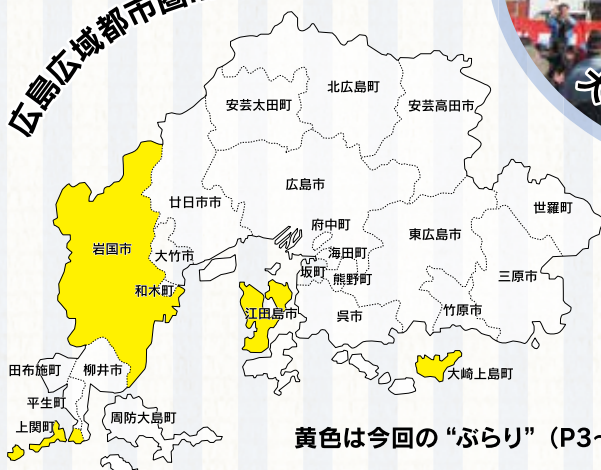 広島広域都市圏
北広島町
安芸太田町
安芸高田市
広島市
廿日市市
世羅町
府中町
東広島市
岩国市
大竹市
海田町
坂町
熊野町
三原市
和木町
江田島市
呉市
竹原市
田布施町
柳井市
大崎上島町
平生町
周防大島町
上関町
黄色は今回の “ぶらり” （P3～